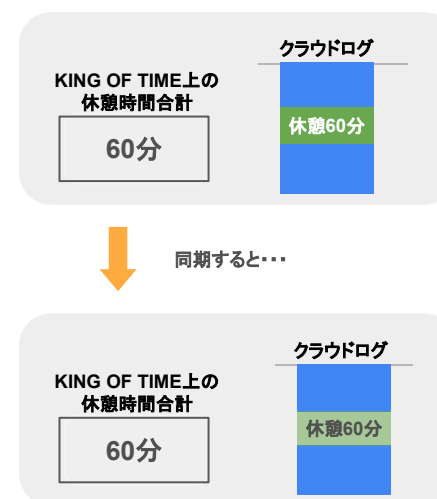 クラウドログ
KING OF TIME上の
休憩時間合計
休憩60分
60分
同期すると・・・
クラウドログ
KING OF TIME上の
休憩時間合計
休憩60分
60分